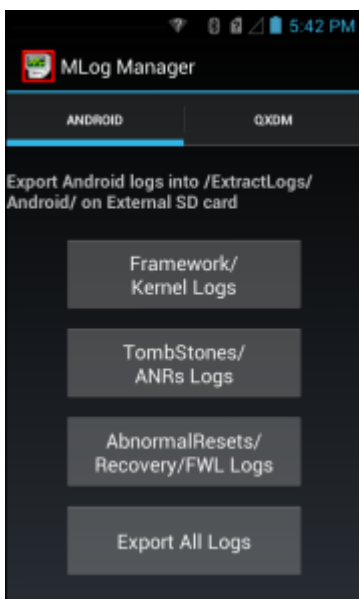 5:42 PM
MLog Manager
ANDROID QXDM
Export Android logs into /ExtractLogs/
Android/ on External SD card
Framework/
Kernel Logs
TombStones/
ANRs Logs
AbnormalResets/
Recovery/FWL Logs
Export All Logs